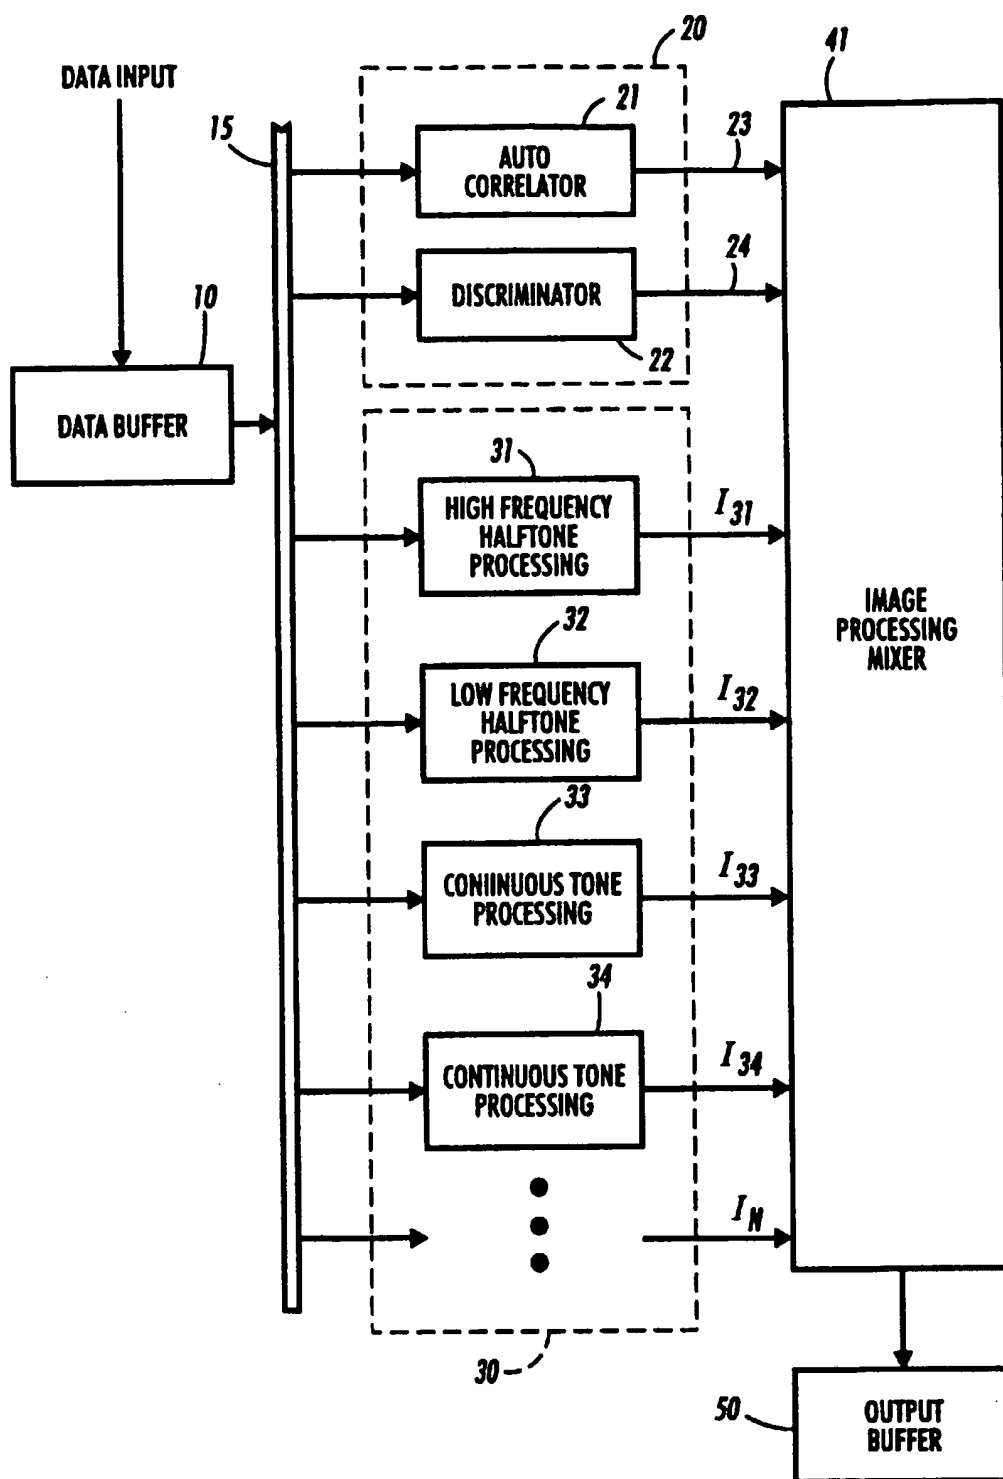 20
41
DATA INPUT
21
15
AUTO
CORRELATOR
23
24
10
DISCRIMINATOR
22
DATA BUFFER
31
HIGH FREQUENCY
HALFTONE
PROCESSING
I31
IMAGE
PROCESSING
MIXER
32
LOW FREQUENCY
HALFTONE
PROCESSING
I32
33
CONIINUOUS TONE
PROCESSING
I33
34
CONTINUOUS TONE
PROCESSING
I34
IN
30
50
OUTPUT
BUFFER